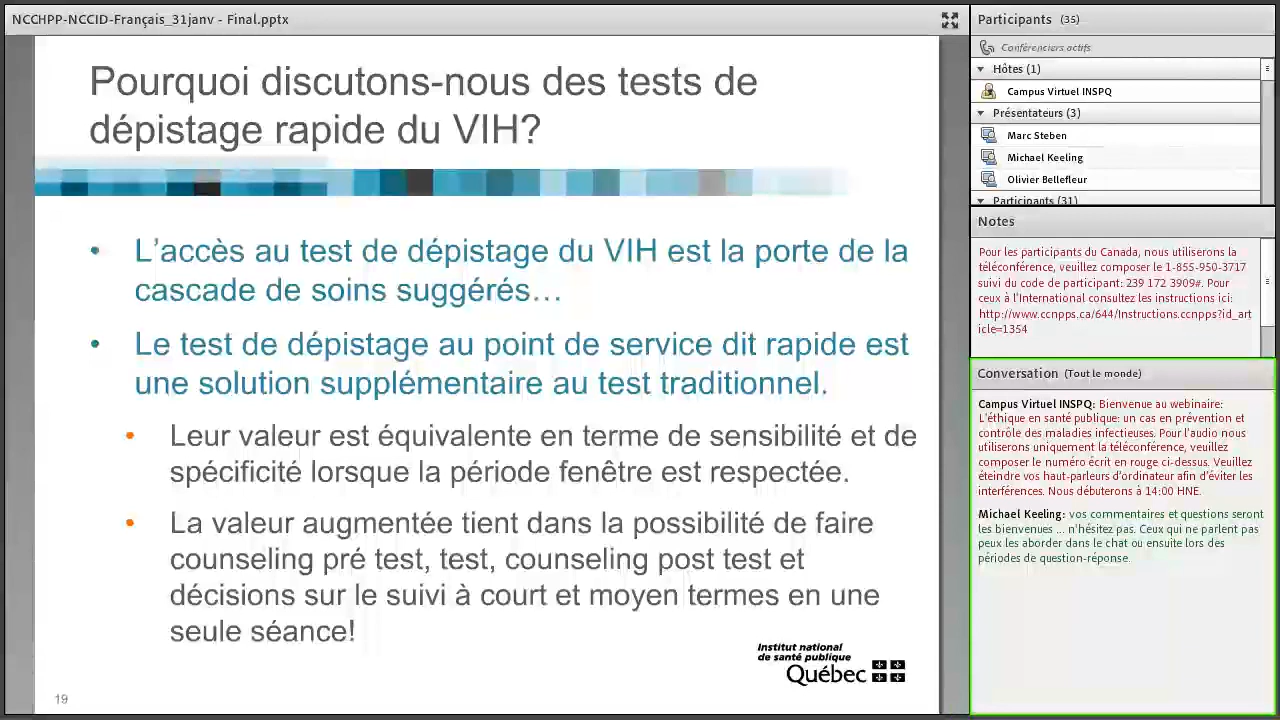 NCCHPP-NCCID-Français_31janv - Final.pptx
Pourquoi discutons-nous des tests de
dépistage rapide du VIH?
• L'accès au test de dépistage du VIH est la porte de la
cascade de soins suggérés…
• Le test de dépistage au point de service dit rapide est
une solution supplémentaire au test traditionnel.
• Leur valeur est équivalente en terme de sensibilité et de
spécificité lorsque la période fenêtre est respectée.
• La valeur augmentée tient dans la possibilité de faire
counseling pré test, test, counseling post test et
décisions sur le suivi à court et moyen termes en une
seule séance!
Institut national
de santé publique
Québec
19
Participants (35)
Conférenciers actifs
Hôtes (1)
Campus Virtuel INSPQ
Présentateurs (3)
Marc Steben
Michael Keeling
Olivier Bellefleur
Participants (31)
Notes
Pour les participants du Canada, nous utiliserons la
téléconférence, veuillez composer le 1-855-950-3717
suivi du code de participant: 239 172 3909#. Pour
ceux à l'International consultez les instructions ici:
http://www.ccnpps.ca/644/Instructions.ccnpps?id_art
icle=1354
Conversation (Tout le monde)
Campus Virtuel INSPQ: Bienvenue au webinaire:
L'éthique en santé publique: un cas en prévention et
contrôle des maladies infectieuses. Pour l'audio nous
utiliserons uniquement la téléconférence, veuillez
composer le numéro écrit en rouge ci-dessus. Veuillez
éteindre vos haut-parleurs d'ordinateur afin d'éviter les
interférences. Nous débuterons à 14:00 HNE.
Michael Keeling: vos commentaires et questions seront
les bienvenues ... n'hésitez pas. Ceux qui ne parlent pas
peux les aborder dans le chat ou ensuite lors des
périodes de question-réponse.